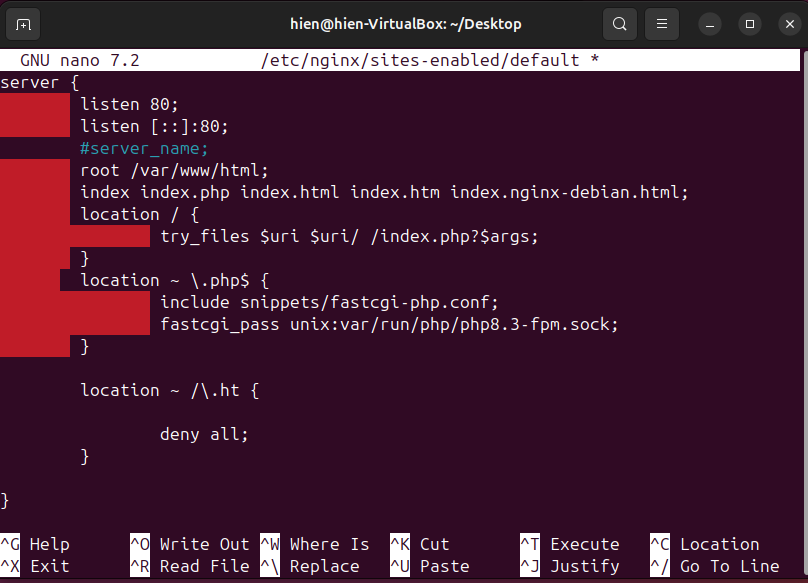 hien@hien-VirtualBox: ~/Desktop
GNU nano 7.2 /etc/nginx/sites-enabled/default *
server {
listen 80;
listen [::]:80;
#server_name;
root /var/www/html;
index index.php index.html index.htm index.nginx-debian.html;
location / {
try_files $uri $uri/ /index.php?$args;
}
location ~ \.php$ {
include snippets/fastcgi-php.conf;
fastcgi_pass unix:var/run/php/php8.3-fpm.sock;
}
location ~ /\.ht {
deny all;
}
}
^G Help ^O Write Out ^W Where Is ^K Cut ^T Execute ^C Location
^X Exit ^R Read File ^\ Replace ^U Paste ^J Justify ^/ Go To Line